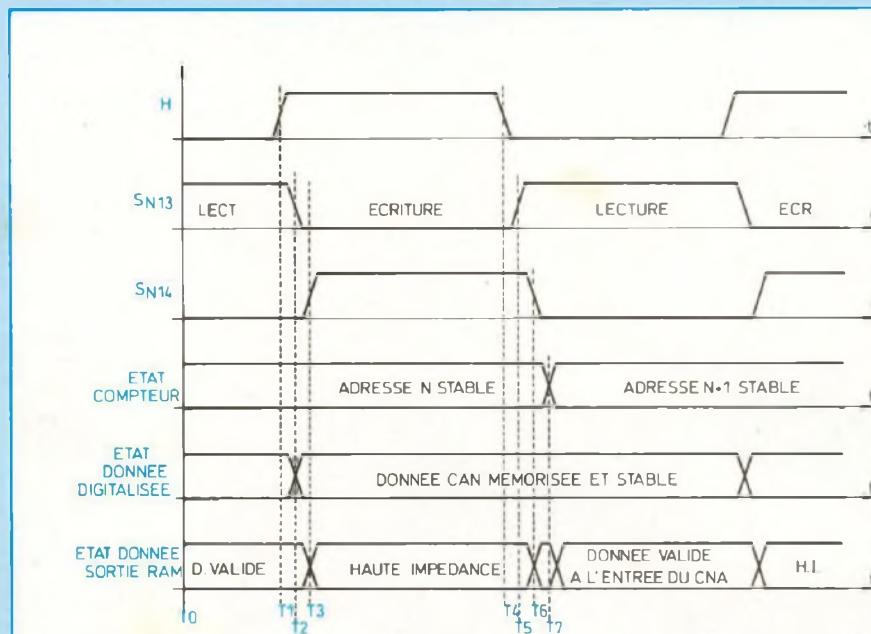 H
t
SN13
LECT
ECRITURE
LECTURE
ECR
SN14
ETAT
COMPTEUR
ADRESSE N STABLE
ADRESSE N+1 STABLE
ETAT
DONNEE
DIGITALISEE
DONNEE CAN MEMORISEE ET STABLE
ETAT DONNEE
SORTIE RAM
D. VALIDE
HAUTE IMPEDANCE
DONNEE VALIDE
A L'ENTREE DU CNA
H.I.
t0
t1
t2
t3
t4
t5
t6
t7